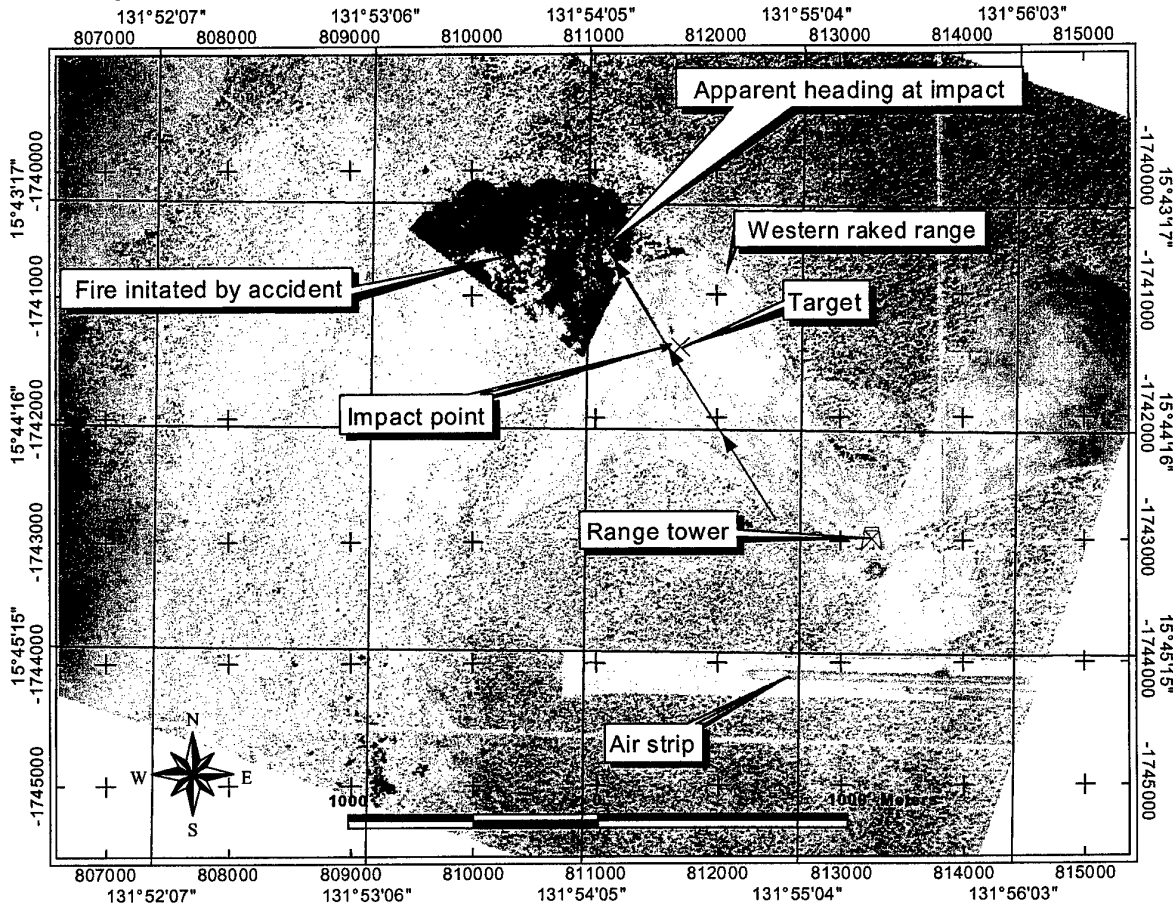 131°52'07" 131°53'06" 131°54'05" 131°55'04" 131°56'03"
807000 808000 809000 810000 811000 812000 813000 814000 815000
Apparent heading at impact
-1740000
15°43'17"
-1740000
15°43'17"
Western raked range
Fire initated by accident
-1741000
Target
-1741000
Impact point
15°44'16"
-1742000
-1742000
15°44'16"
Range tower
-1743000
-1743000
15°45'15"
-1744000
-1744000
15°45'15"
Air strip
N
W E
S
-1745000
-1745000
1000 1000 Meters
807000 808000 809000 810000 811000 812000 813000 814000 815000
131°52'07" 131°53'06" 131°54'05" 131°55'04" 131°56'03"